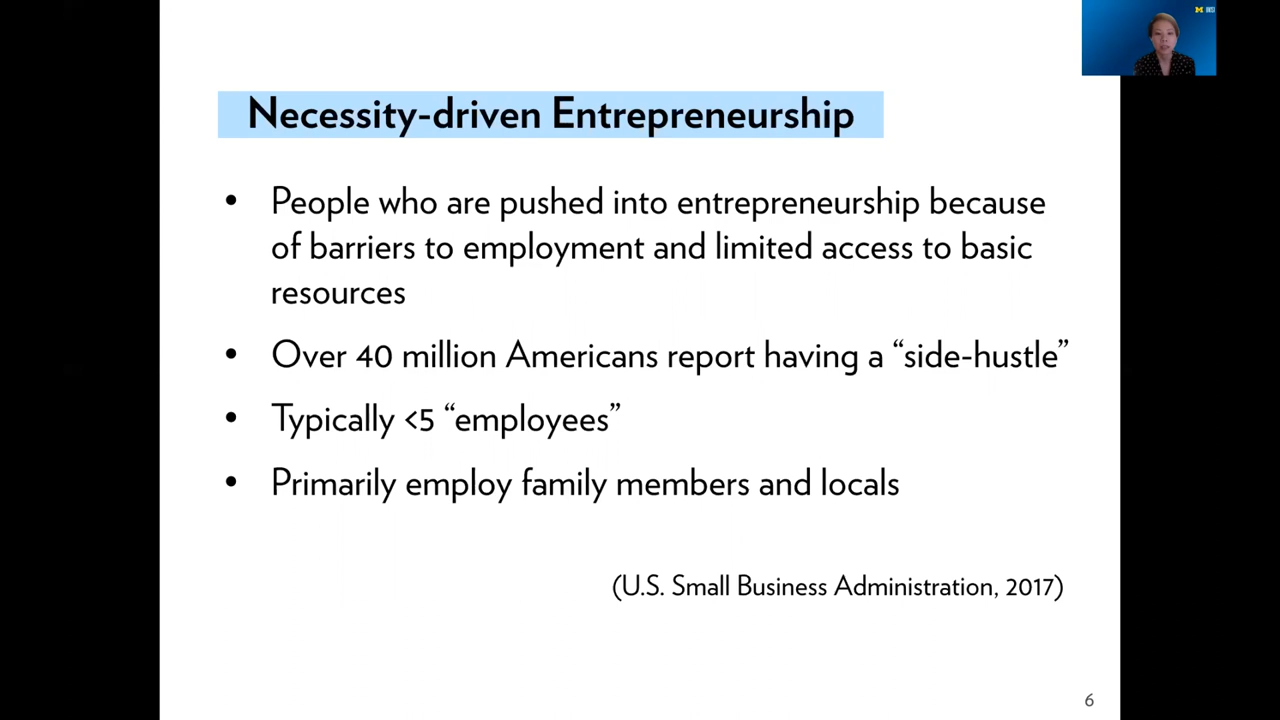 Necessity-driven Entrepreneurship
• People who are pushed into entrepreneurship because
of barriers to employment and limited access to basic
resources
• Over 40 million Americans report having a “side-hustle”
• Typically <5 “employees”
• Primarily employ family members and locals
(U.S. Small Business Administration, 2017)
6